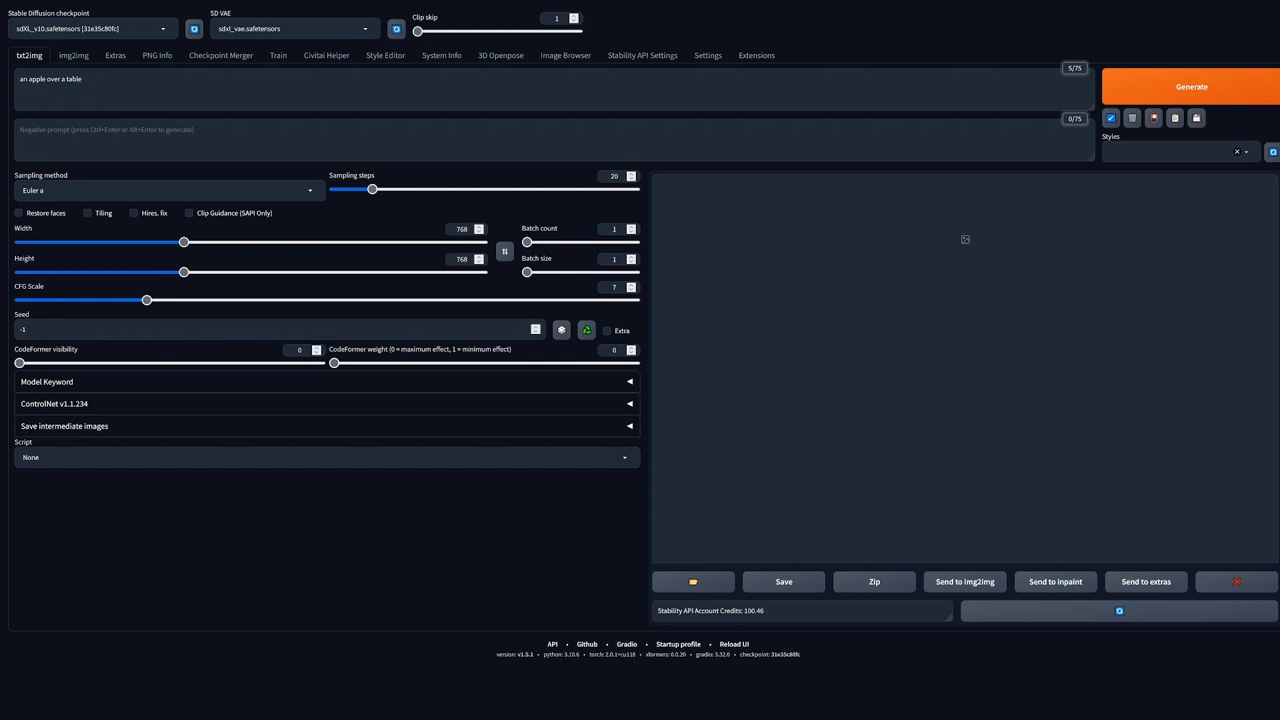 Stable Diffusion checkpoint
SD VAE
Clip skip
1
sdXL_v10.safetensors [31e35c80fc]
sdxl_vae.safetensors
txt2img
img2img
Extras
PNG Info
Checkpoint Merger
Train
Civitai Helper
Style Editor
System Info
3D Openpose
Image Browser
Stability API Settings
Settings
Extensions
an apple over a table
5/75
Generate
Negative prompt (press Ctrl+Enter or Alt+Enter to generate)
0/75
Styles
Sampling method
Euler a
Sampling steps
20
Restore faces
Tiling
Hires. fix
Clip Guidance (SAPI Only)
Width
768
Batch count
1
Height
768
Batch size
1
CFG Scale
7
Seed
-1
Extra
CodeFormer visibility
0
CodeFormer weight (0 = maximum effect, 1 = minimum effect)
0
Model Keyword
ControlNet v1.1.234
Save intermediate images
Script
None
Save
Zip
Send to img2img
Send to inpaint
Send to extras
Stability API Account Credits: 100.46
API • Github • Gradio • Startup profile • Reload UI
version: v1.5.1 • python: 3.10.6 • torch: 2.0.1+cu118 • xformers: 0.0.20 • gradio: 3.32.0 • checkpoint: 31e35c80fc